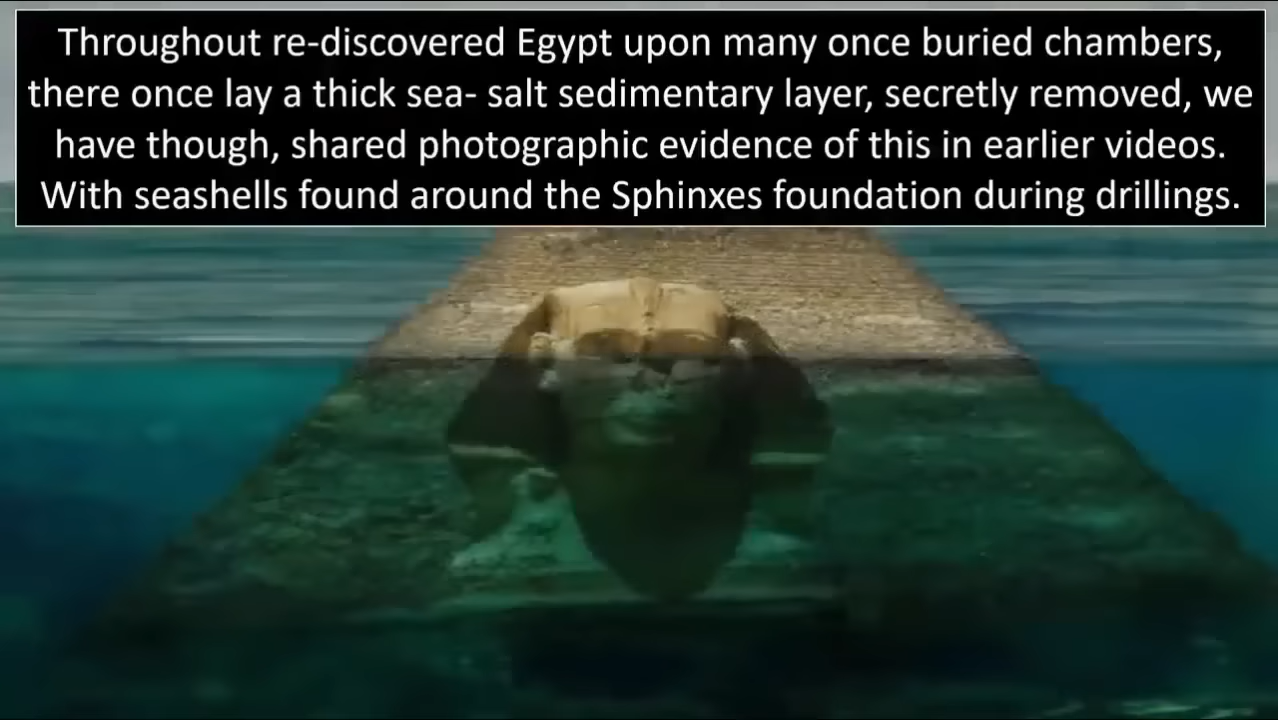 Throughout re-discovered Egypt upon many once buried chambers,
there once lay a thick sea- salt sedimentary layer, secretly removed, we
have though, shared photographic evidence of this in earlier videos.
With seashells found around the Sphinxes foundation during drillings.